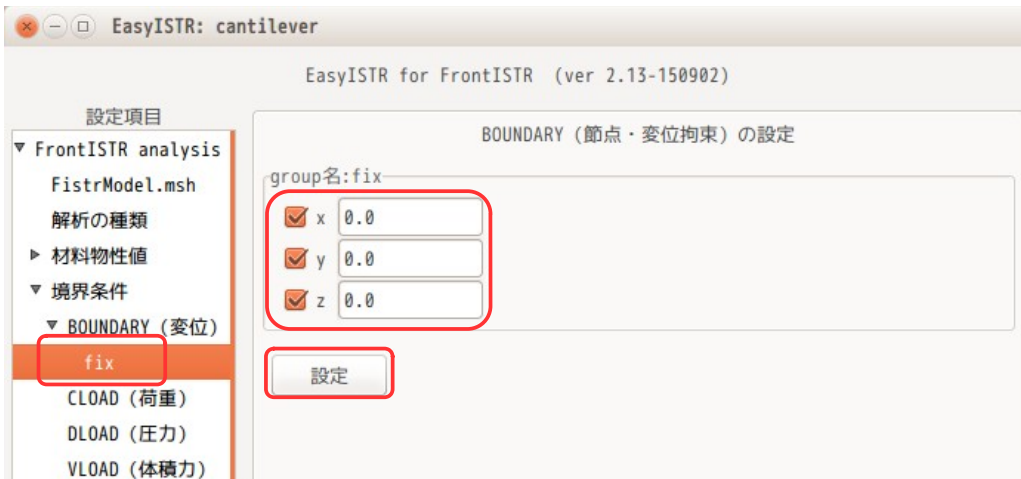 EasyISTR: cantilever
EasyISTR for FrontISTR (ver 2.13-150902)
設定項目
FrontISTR analysis
FistrModel.msh
解析の種類
材料物性値
境界条件
BOUNDARY (変位)
fix
CLOAD (荷重)
DLOAD (圧力)
VLOAD (体積力)
BOUNDARY (節点・変位拘束) の設定
group名:fix
x 0.0
y 0.0
z 0.0
設定